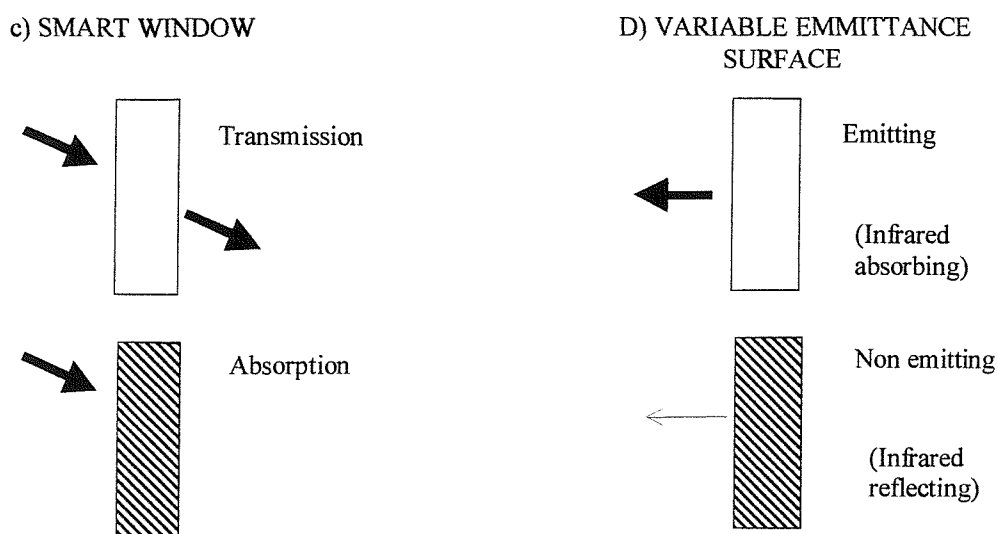 c) SMART WINDOW
Transmission
Absorption
D) VARIABLE EMMITTANCE
SURFACE
Emitting
(Infrared
absorbing)
Non emitting
(Infrared
reflecting)